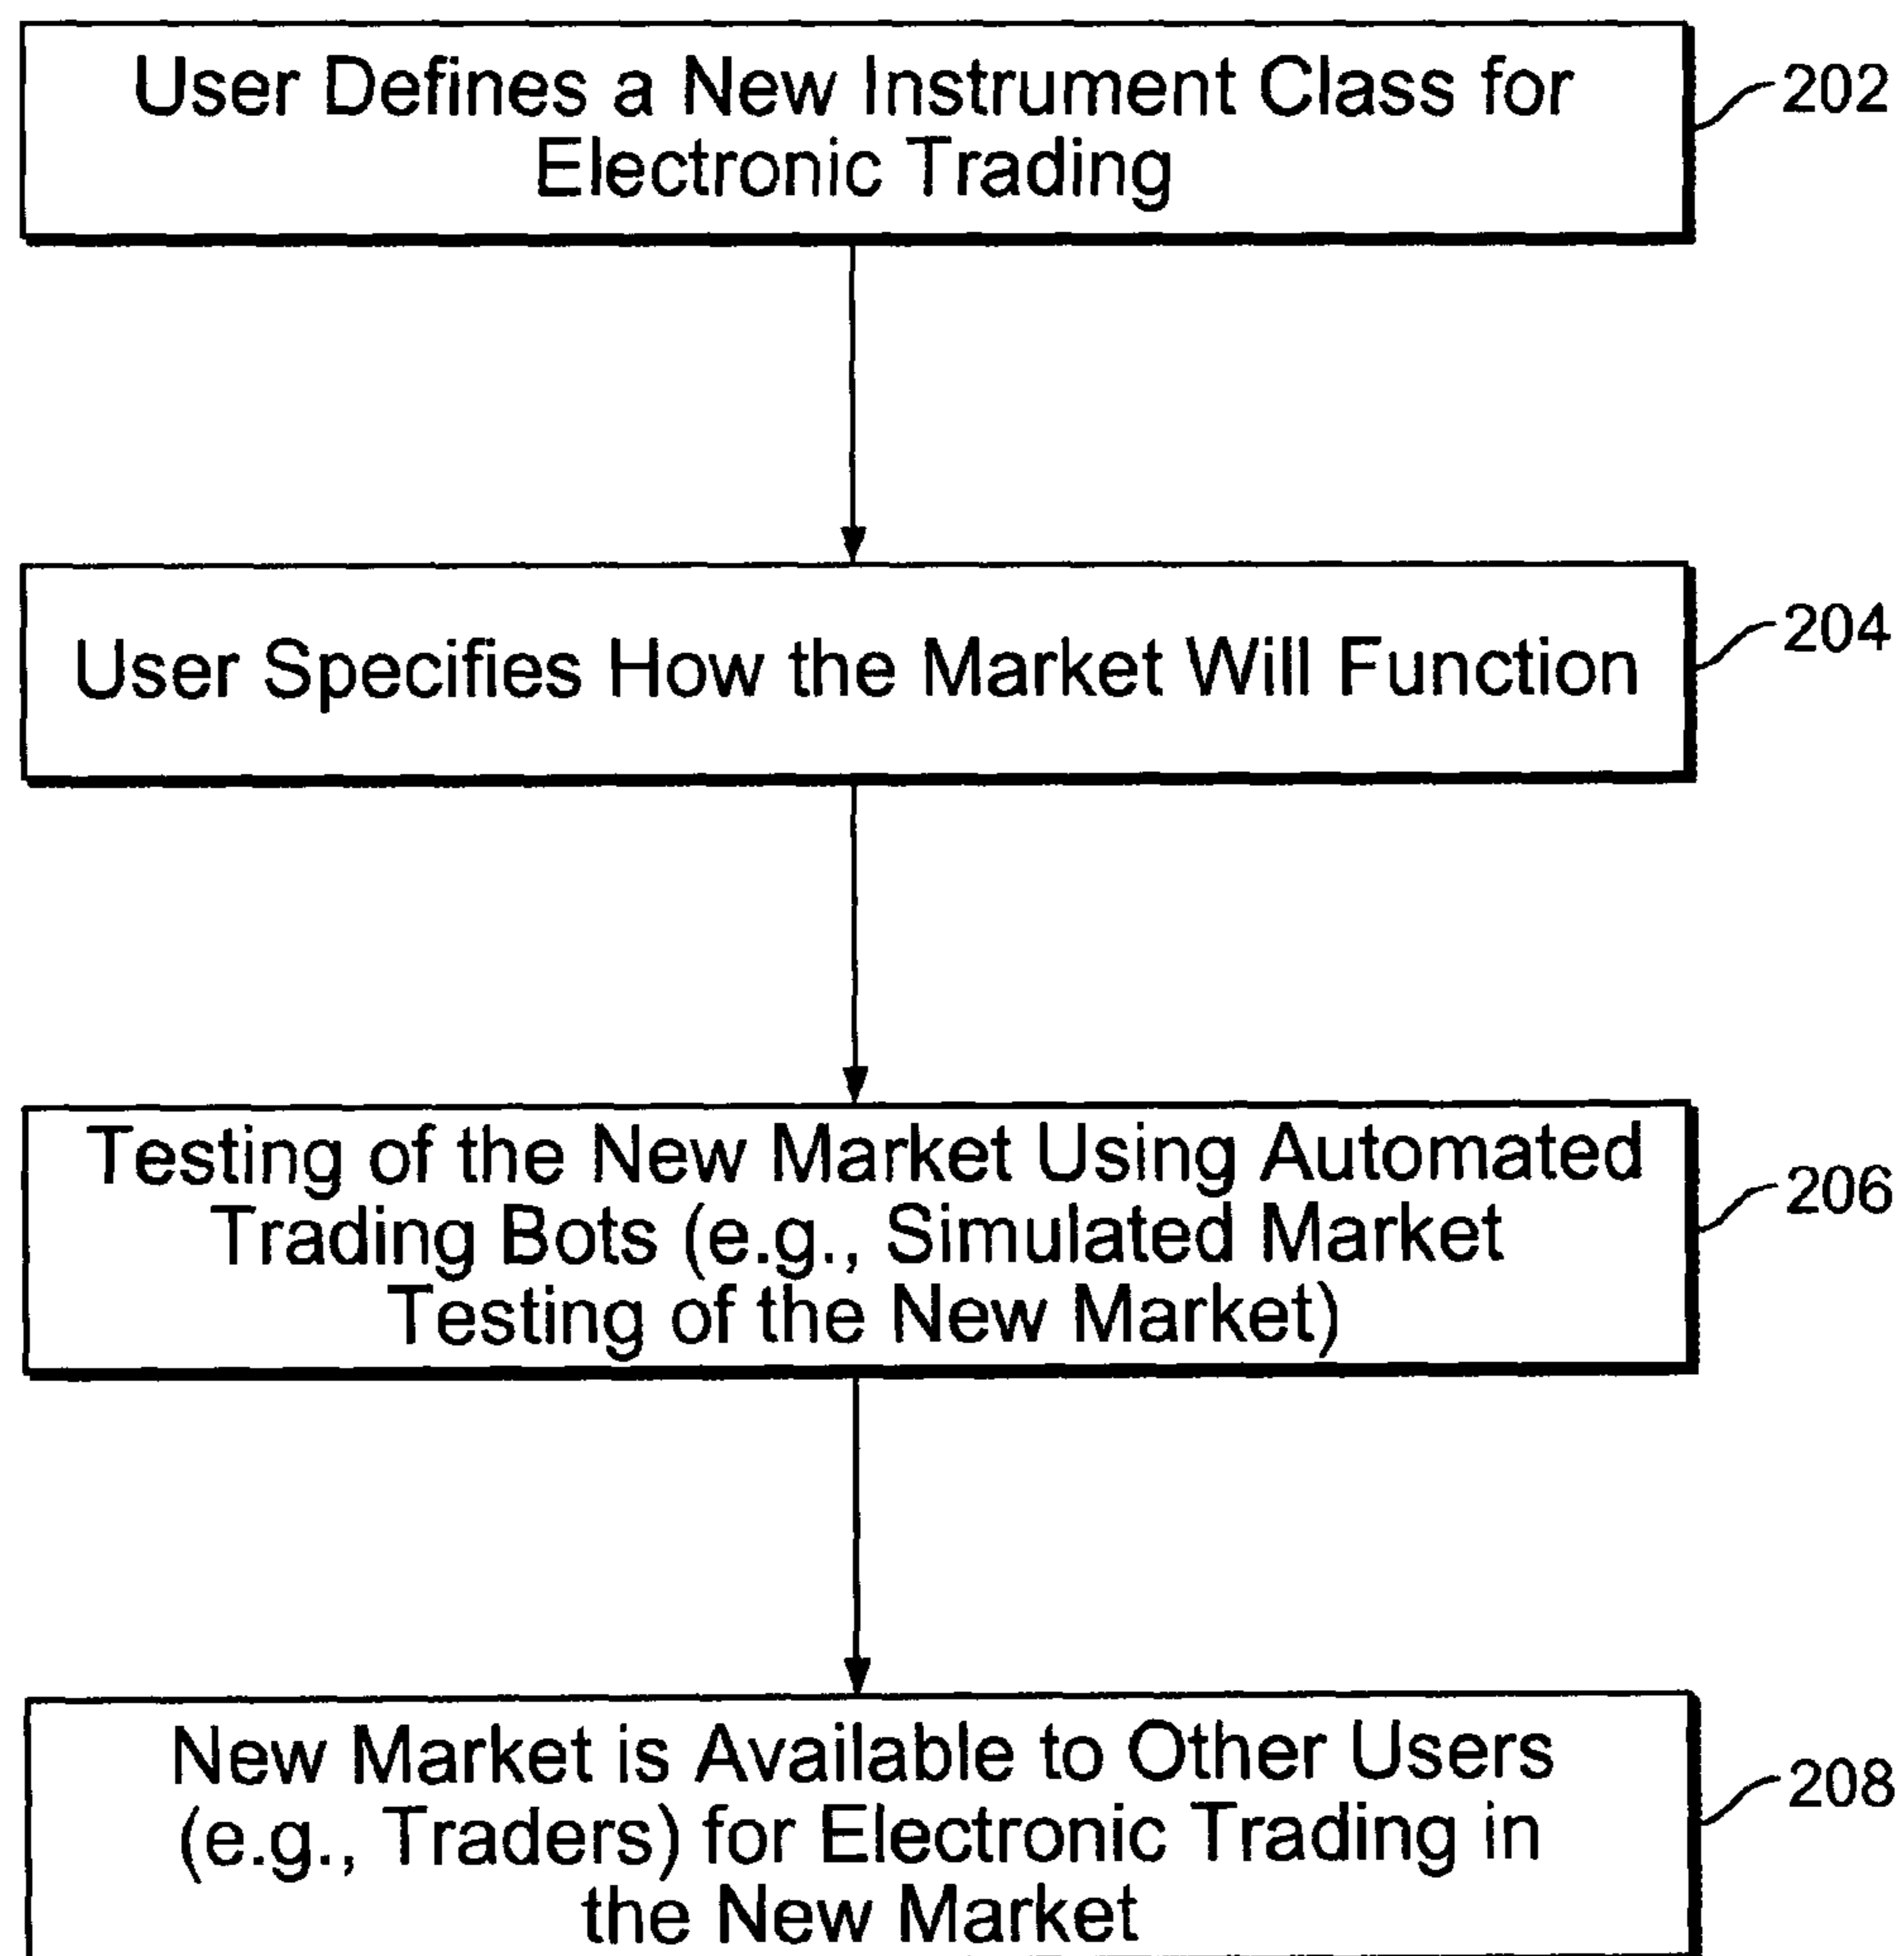 User Defines a New Instrument Class for
Electronic Trading
202
User Specifies How the Market Will Function
204
Testing of the New Market Using Automated
Trading Bots (e.g., Simulated Market
Testing of the New Market)
206
New Market is Available to Other Users
(e.g., Traders) for Electronic Trading in
the New Market
208